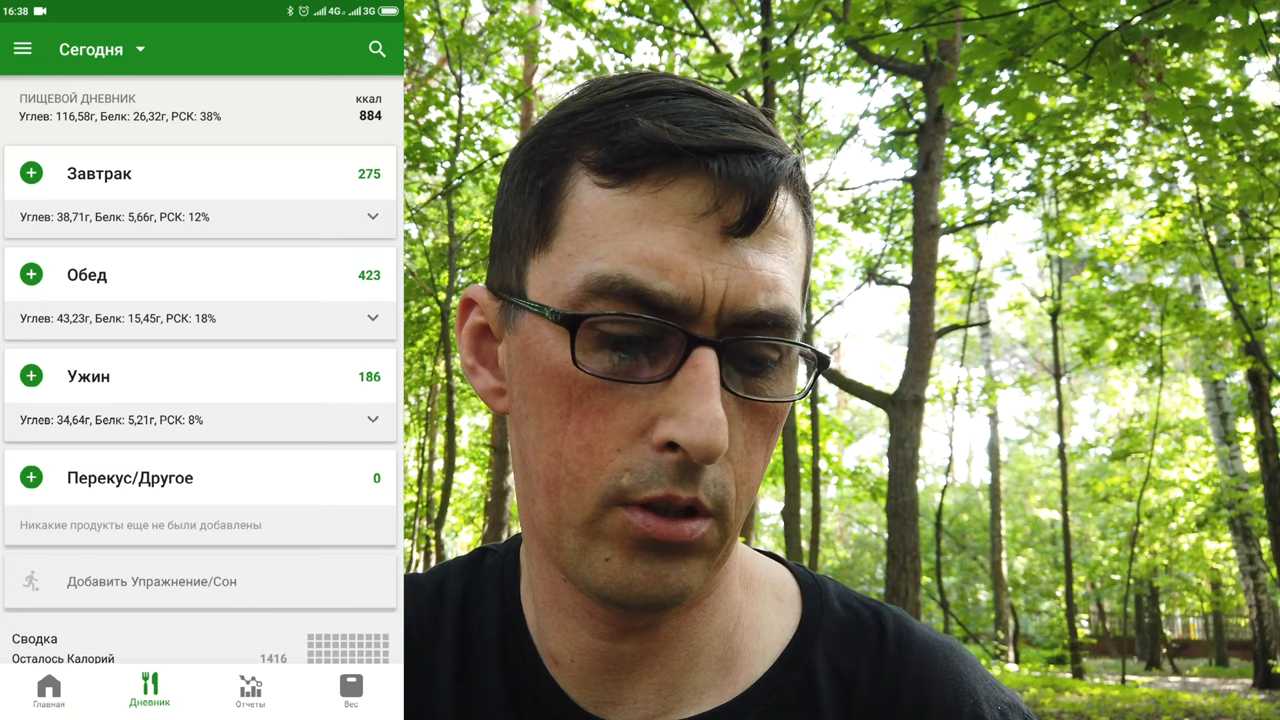 16:38 4G 3G
Сегодня
ПИЩЕВОЙ ДНЕВНИК ккал
Углев: 116,58г, Белк: 26,32г, РСК: 38% 884
Завтрак 275
Углев: 38,71г, Белк: 5,66г, РСК: 12%
Обед 423
Углев: 43,23г, Белк: 15,45г, РСК: 18%
Ужин 186
Углев: 34,64г, Белк: 5,21г, РСК: 8%
Перекус/Другое 0
Никакие продукты еще не были добавлены
Добавить Упражнение/Сон
Сводка
Осталось Калорий 1416
Главная Дневник Отчеты Вес